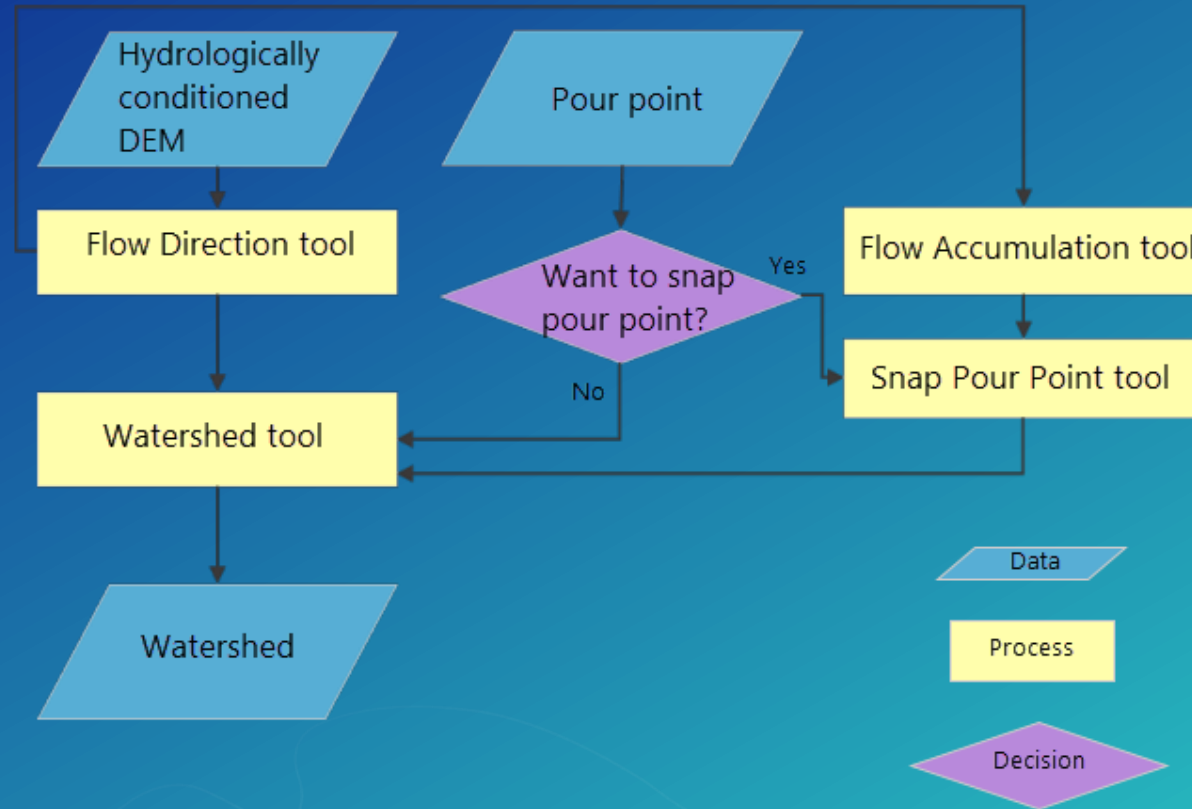 Hydrologically
conditioned
DEM
Pour point
Flow Direction tool
Want to snap
pour point?
Yes
No
Flow Accumulation tool
Snap Pour Point tool
Watershed tool
Watershed
Data
Process
Decision